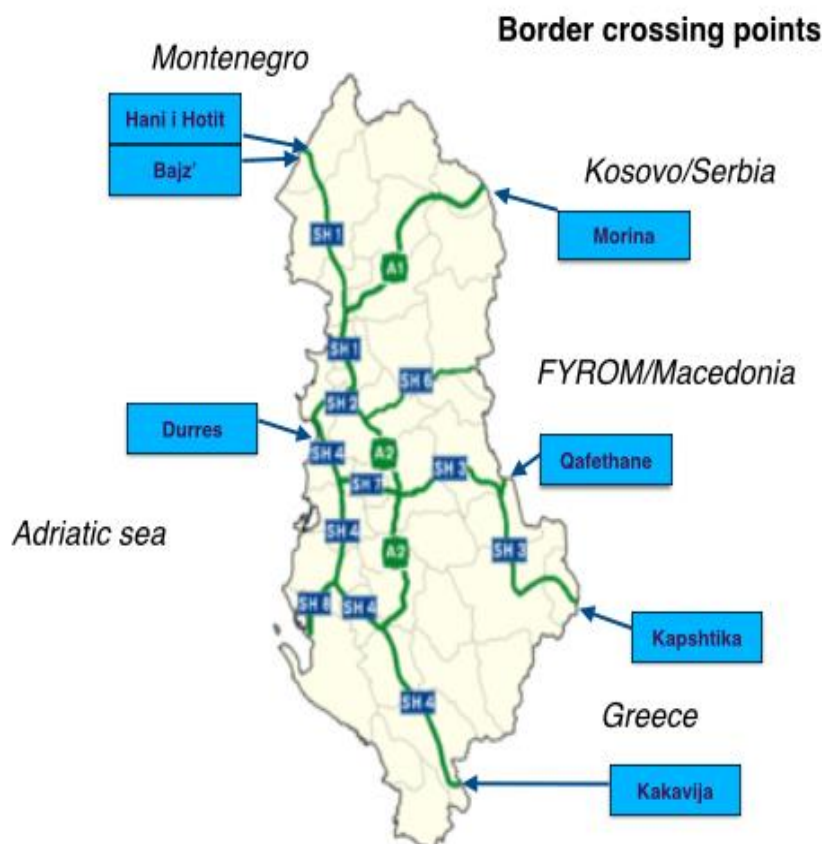 Border crossing points
Montenegro
Hani i Hotit
Bajz'
Kosovo/Serbia
Morina
SH 1
A1
SH 1
SH 6
FYROM/Macedonia
SH 2
Durres
SH 4
A2
SH 3
Qafethane
SH 7
Adriatic sea
SH 4
A2
SH 3
SH 8
SH 4
Kapshtika
SH 4
Greece
Kakavija